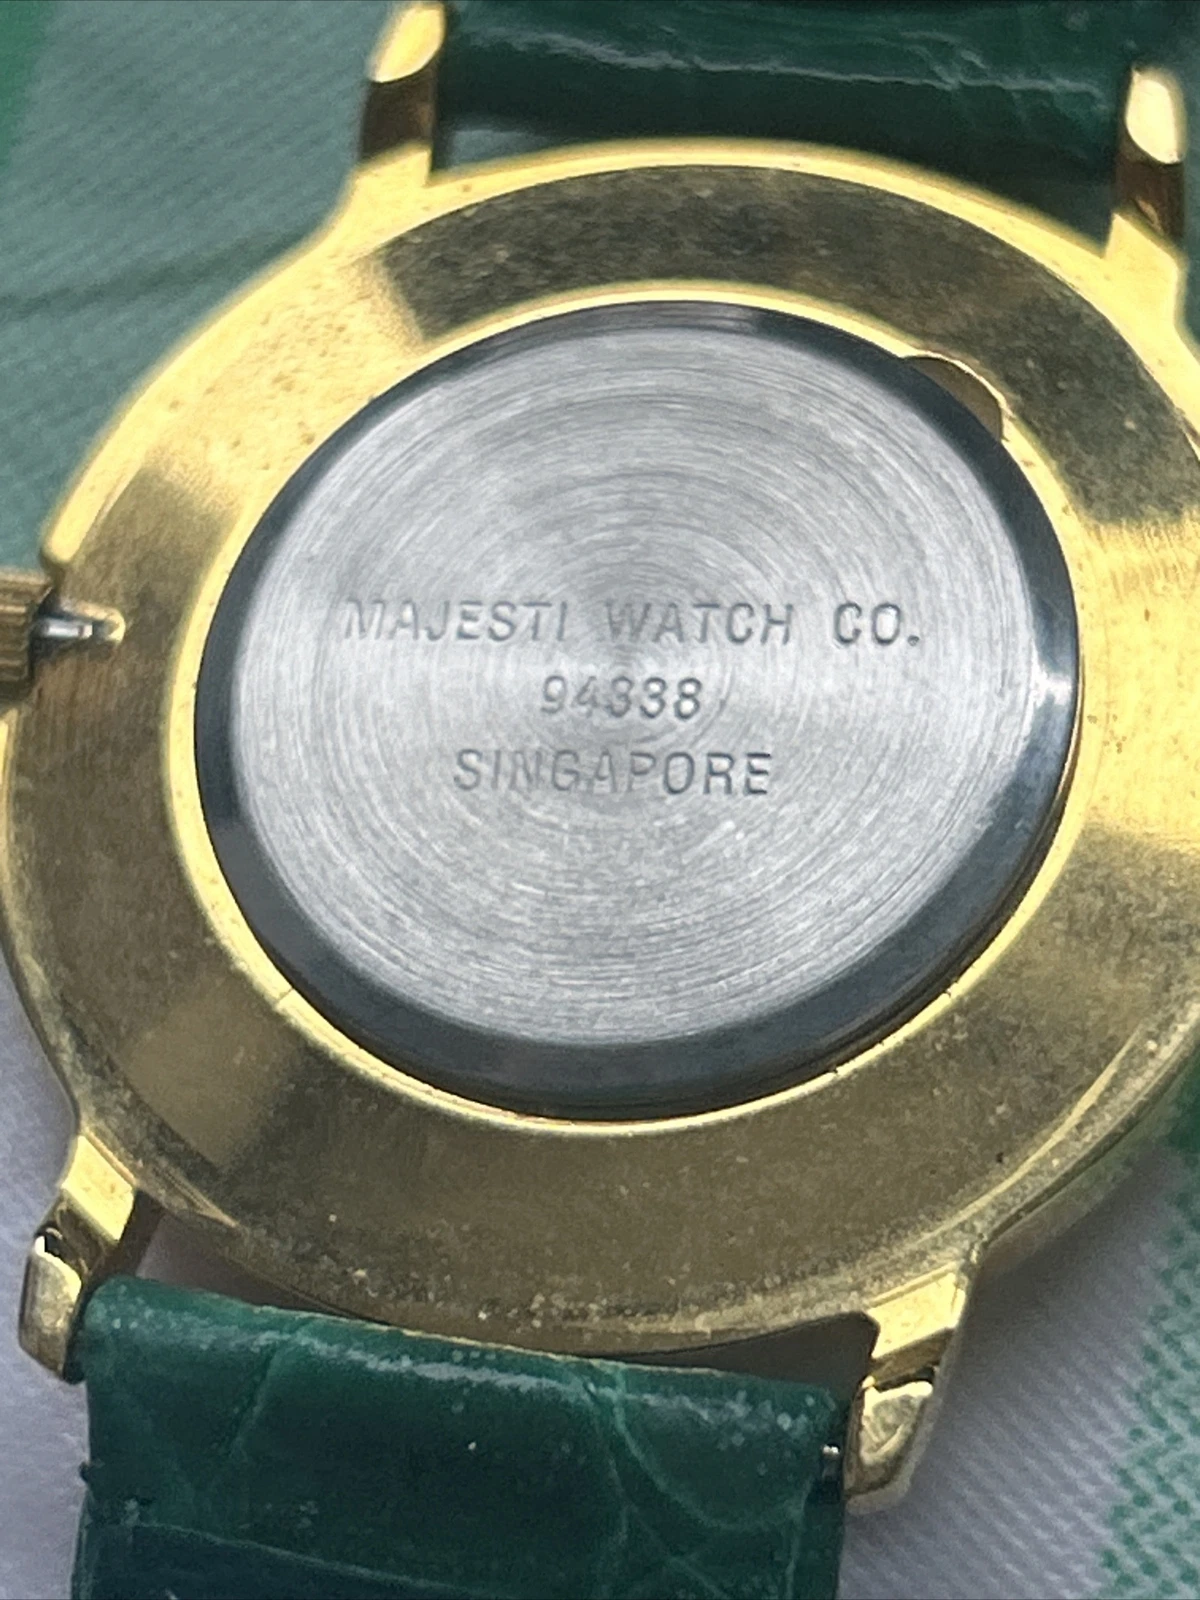 MAJESTI WATCH CO.
94338
SINGAPORE